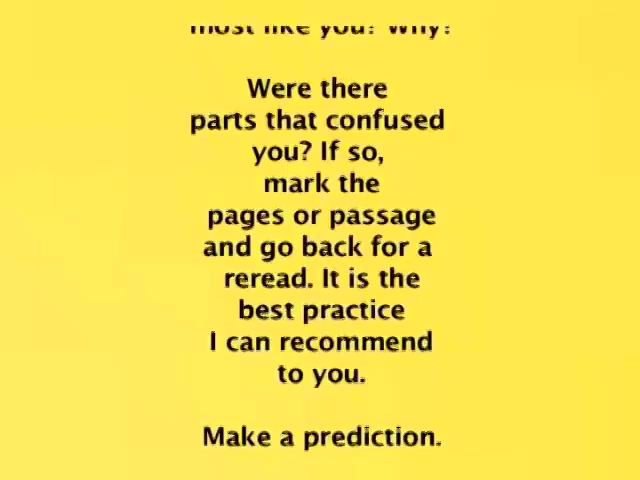 most like you? Why?
Were there
parts that confused
you? If so,
mark the
pages or passage
and go back for a
reread. It is the
best practice
I can recommend
to you.
Make a prediction.